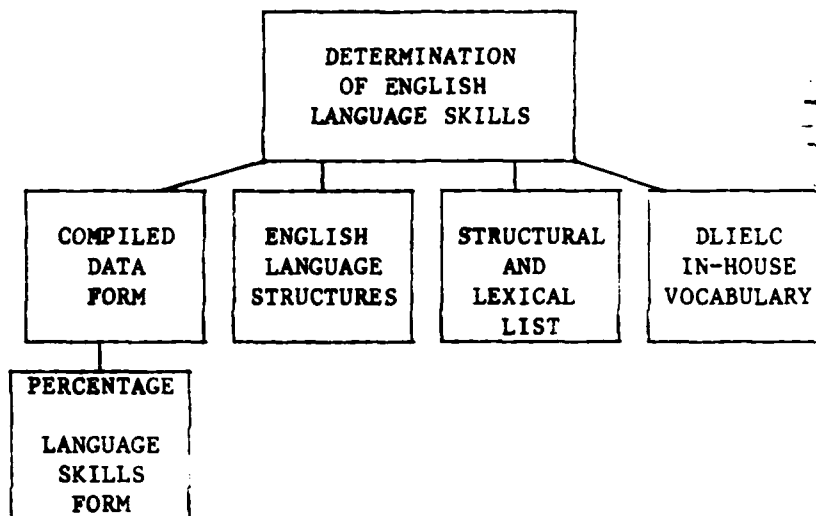 DETERMINATION
OF ENGLISH
LANGUAGE SKILLS
COMPILED
DATA
FORM
ENGLISH
LANGUAGE
STRUCTURES
STRUCTURAL
AND
LEXICAL
LIST
DLIELC
IN-HOUSE
VOCABULARY
PERCENTAGE
LANGUAGE
SKILLS
FORM